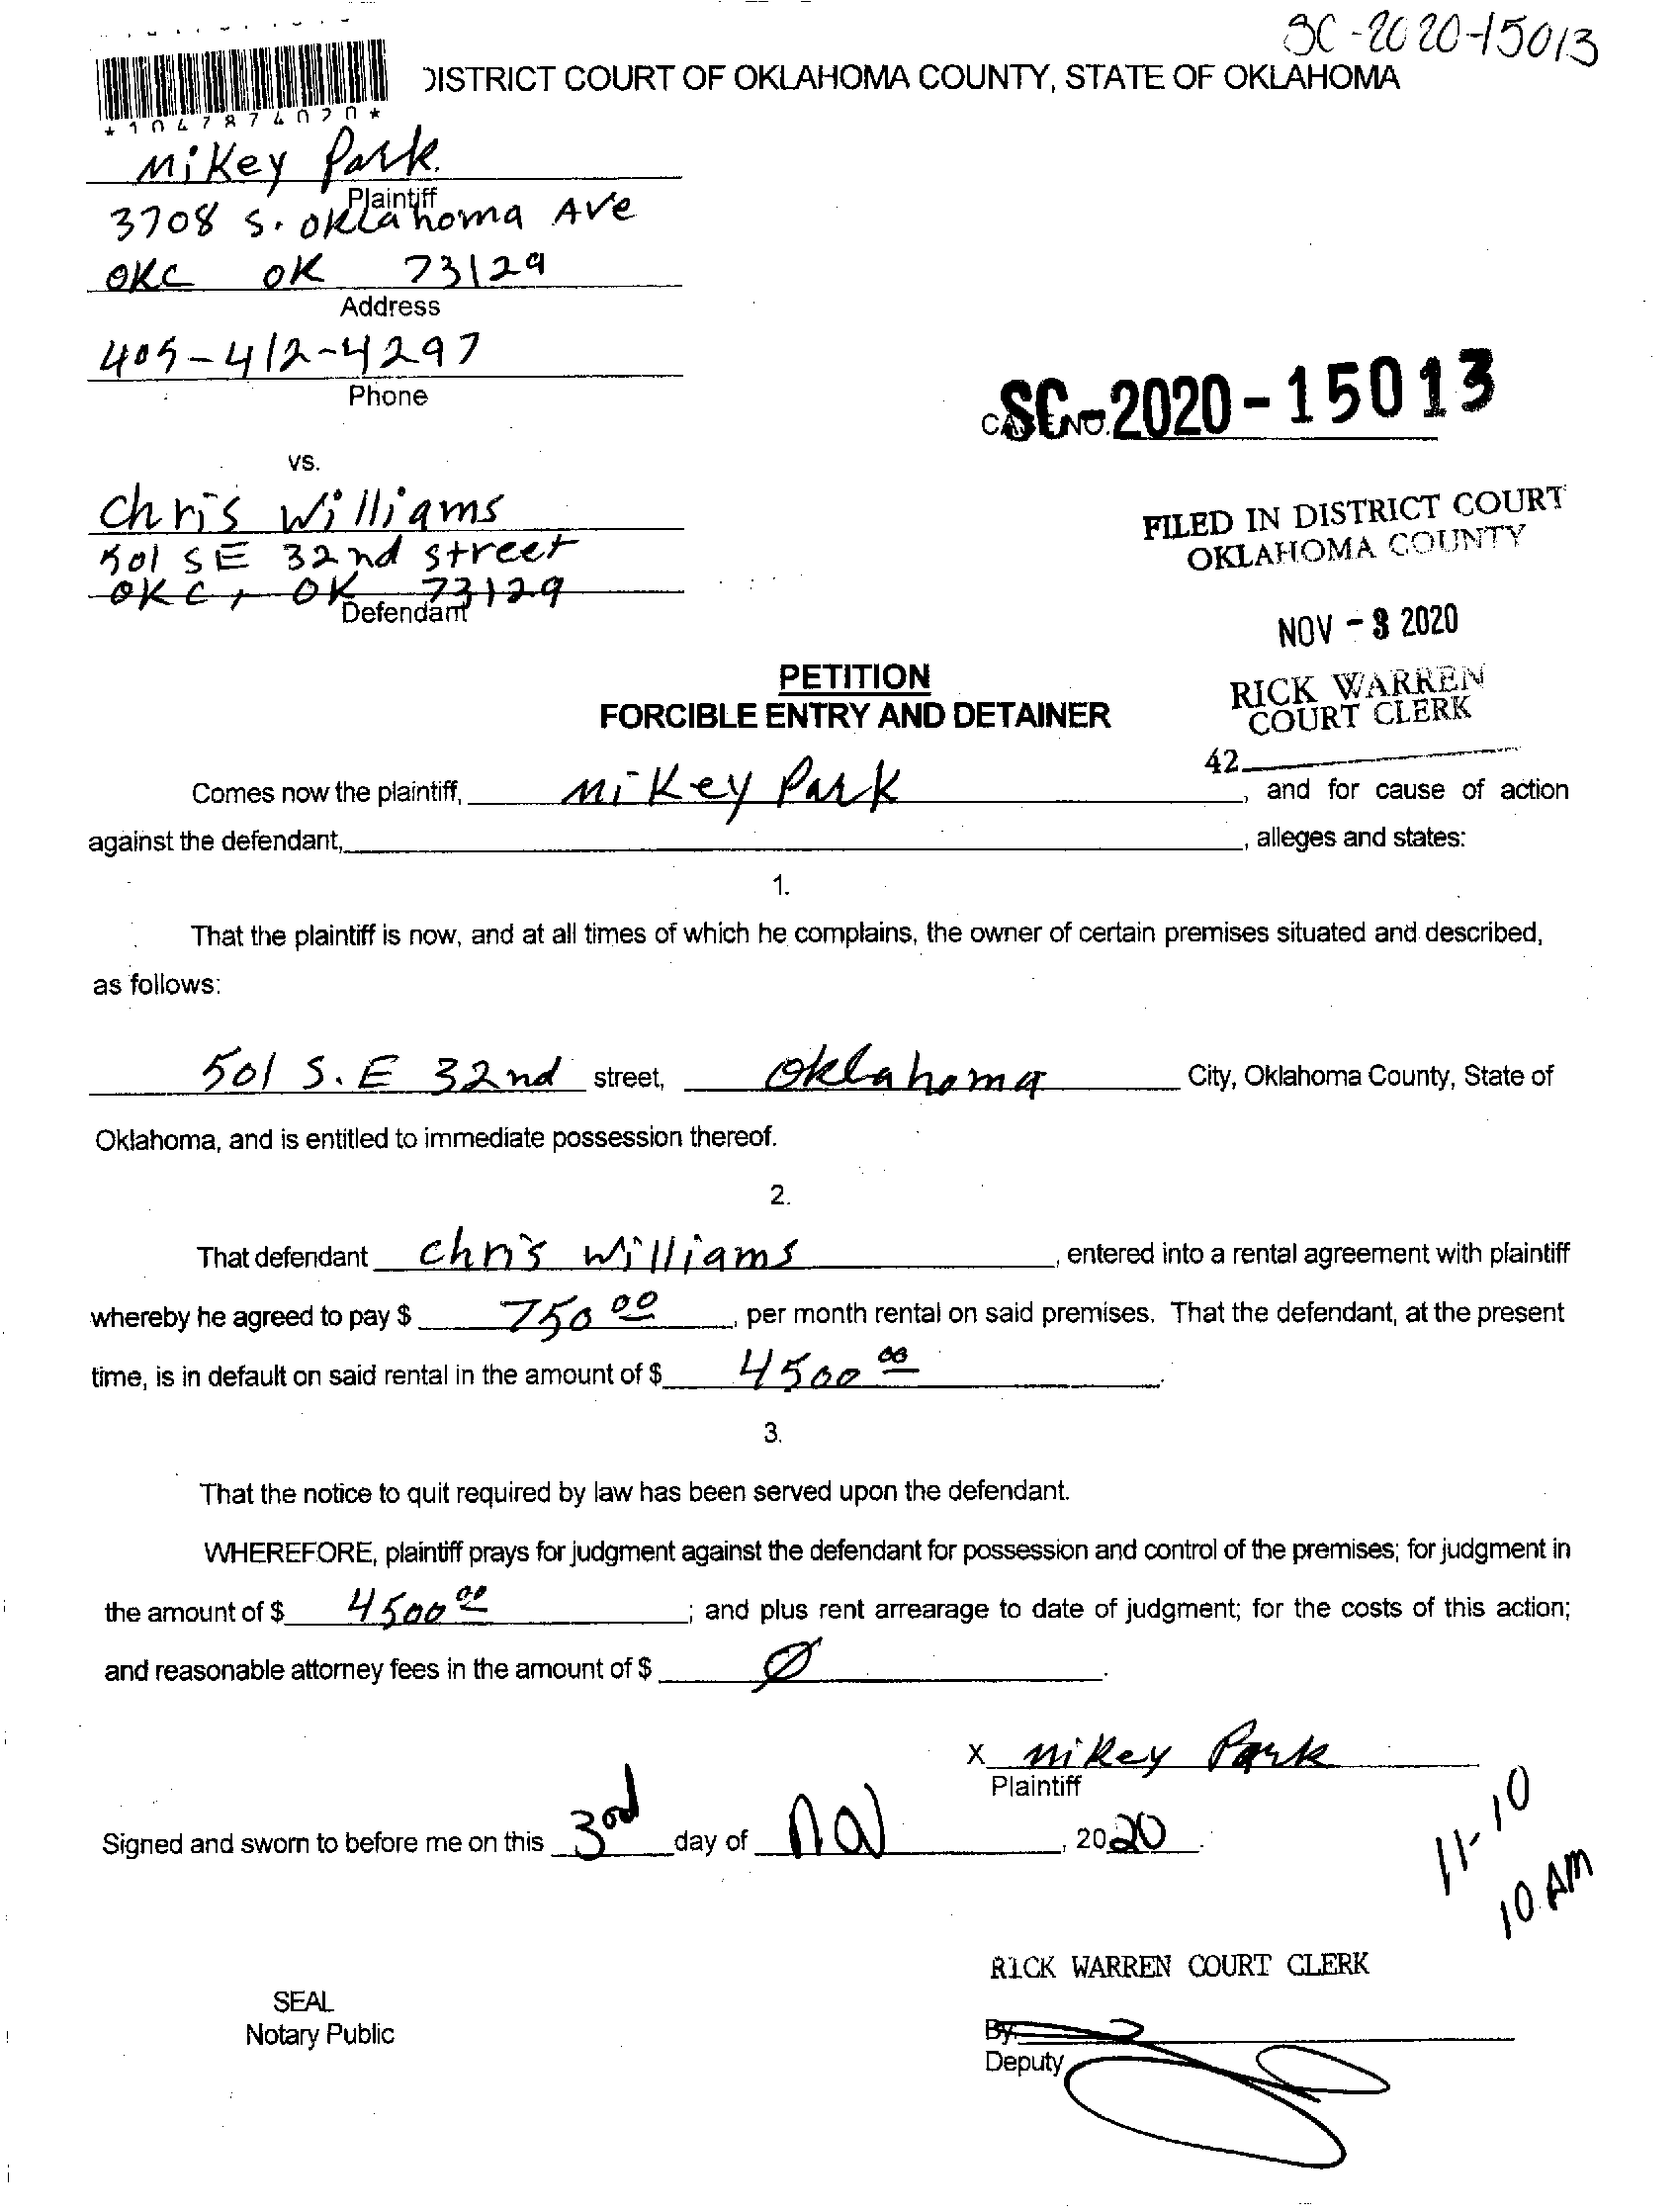 SC-2020-15013
DISTRICT COURT OF OKLAHOMA COUNTY, STATE OF OKLAHOMA
*1047874020*
Mikey Park.
Plaintiff
3708 S. Oklahoma Ave
OKC OK 73129
Address
405-412-4297
Phone
CASE NO. SC-2020-15013
vs.
Chris Williams
501 SE 32nd street
OKC, OK 73129
Defendant
FILED IN DISTRICT COURT
OKLAHOMA COUNTY
NOV - 3 2020
RICK WARREN
COURT CLERK
42
PETITION
FORCIBLE ENTRY AND DETAINER
Comes now the plaintiff, Mikey Park, and for cause of action
against the defendant, , alleges and states:
1.
That the plaintiff is now, and at all times of which he complains, the owner of certain premises situated and described,
as follows:
501 S.E 32nd street, Oklahoma City, Oklahoma County, State of
Oklahoma, and is entitled to immediate possession thereof.
2.
That defendant Chris Williams, entered into a rental agreement with plaintiff
whereby he agreed to pay $ 750 00, per month rental on said premises. That the defendant, at the present
time, is in default on said rental in the amount of $ 4500 00.
3.
That the notice to quit required by law has been served upon the defendant.
WHEREFORE, plaintiff prays for judgment against the defendant for possession and control of the premises; for judgment in
the amount of $ 4500 00; and plus rent arrearage to date of judgment; for the costs of this action;
and reasonable attorney fees in the amount of $ Ø.
X Mikey Park
Plaintiff
Signed and sworn to before me on this 3rd day of Nov, 2020.
11-10
10 AM
RICK WARREN COURT CLERK
SEAL
Notary Public
By:
Deputy